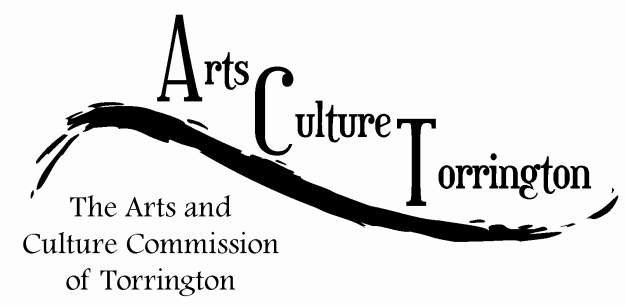 Arts
Culture
Torrington
The Arts and
Culture Commission
of Torrington